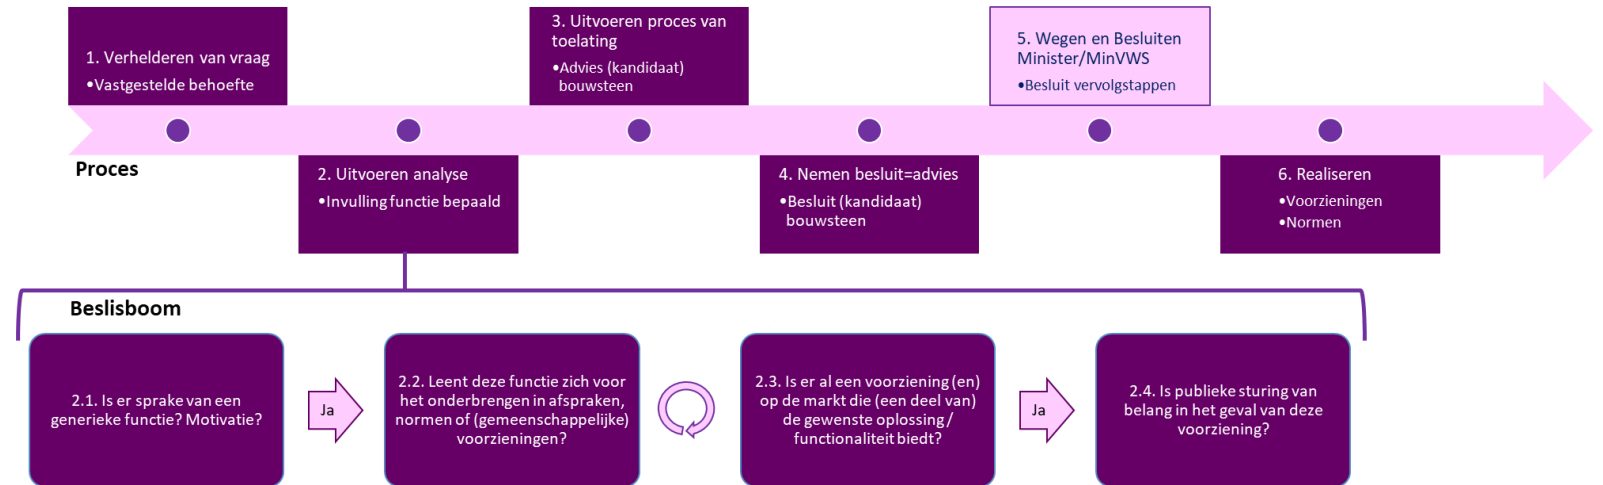 1. Verhelderen van vraag
•Vastgestelde behoefte
3. Uitvoeren proces van
toelating
•Advies (kandidaat)
bouwsteen
5. Wegen en Besluiten
Minister/MinVWS
•Besluit vervolgstappen
Proces
2. Uitvoeren analyse
•Invulling functie bepaald
4. Nemen besluit=advies
•Besluit (kandidaat)
bouwsteen
6. Realiseren
•Voorzieningen
•Normen
Beslisboom
2.1. Is er sprake van een
generieke functie? Motivatie?
Ja
2.2. Leent deze functie zich voor
het onderbrengen in afspraken,
normen of (gemeenschappelijke)
voorzieningen?
2.3. Is er al een voorziening (en)
op de markt die (een deel van)
de gewenste oplossing /
functionaliteit biedt?
Ja
2.4. Is publieke sturing van
belang in het geval van deze
voorziening?